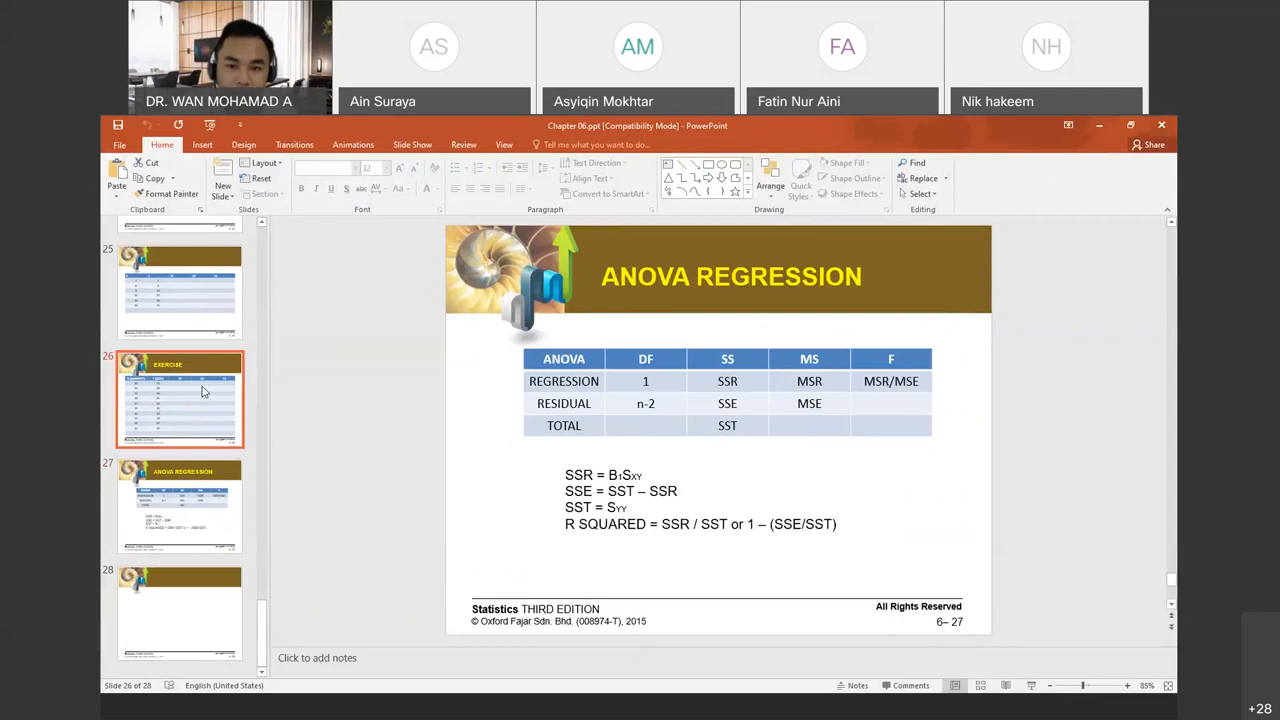 AS
AM
FA
NH
DR. WAN MOHAMAD A
Ain Suraya
Asyiqin Mokhtar
Fatin Nur Aini
Nik hakeem
Chapter 06.ppt [Compatibility Mode] - PowerPoint
File Home Insert Design Transitions Animations Slide Show Review View Tell me what you want to do... Share
Cut
Copy
Format Painter
Paste
Clipboard
New Slide
Layout
Reset
Section
Slides
32
Font
Text Direction
Align Text
Convert to SmartArt
Paragraph
Arrange
Quick Styles
Shape Fill
Shape Outline
Shape Effects
Drawing
Find
Replace
Select
Editing
25
26
EXERCISE
27
ANOVA REGRESSION
28
ANOVA REGRESSION
ANOVA DF SS MS F
REGRESSION 1 SSR MSR MSR/MSE
RESIDUAL n-2 SSE MSE
TOTAL SST
SSR = B1SXY
SSE = SST – SSR
SST = SYY
R SQUARED = SSR / SST or 1 – (SSE/SST)
Statistics THIRD EDITION
All Rights Reserved
© Oxford Fajar Sdn. Bhd. (008974-T), 2015
6– 27
Click to add notes
Slide 26 of 28 English (United States) Notes Comments 85%
+28